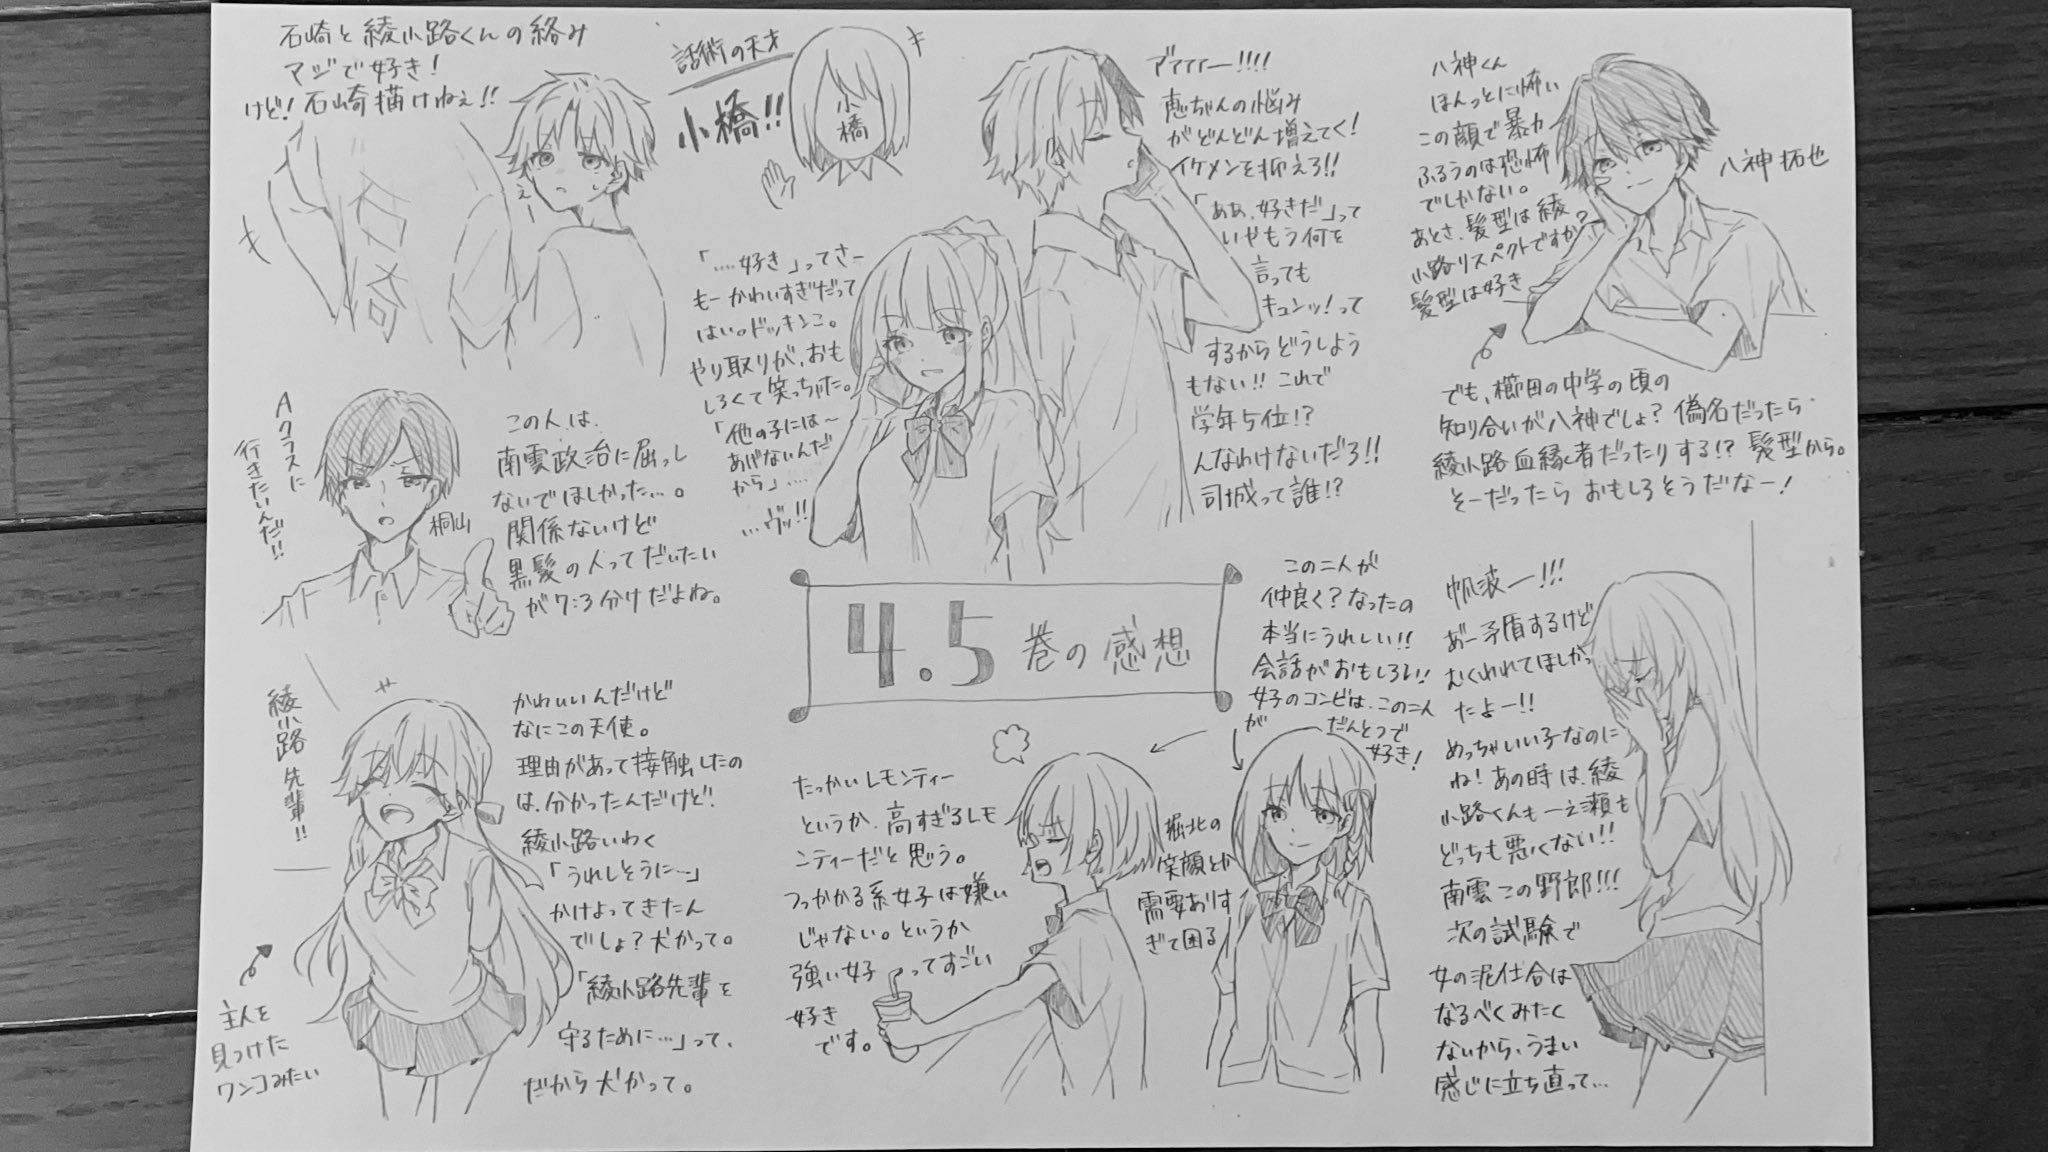 石崎と綾小路くんの絡み
マジで好き!
けど!石崎描けねぇ!!
石崎
えー
話術の天才
小橋!!
小橋
「....好き」ってさー
もーかわいすぎだって
はい。ドッキンこ。
やり取りが、おも
しろくて笑っちゃた。
「他の子には〜
あげないんだ
から」....
...ヴッ!!
アァァァー!!!!
恵ちゃんの悩み
がどんどん増えてく!
イケメンを抑えろ!!
「ああ、好きだ」って
いやもう何を
言っても
キュンッ!って
するからどうしよう
もない!!これで
学年5位!?
んなわけないだろ!!
司城って誰!?
八神くん
ほんっとに怖い
この顔で暴力
ふるうのは恐怖
でしかない。
あとさ、髪型は綾
小路リスペクトですか?
髪型は好き
八神拓也
でも、櫛田の中学の頃の
知り合いが八神でしょ?偽名だったら
綾小路血縁者だったりする!?髪型から。
そーだったらおもしろそうだなー!
Aクラスに
行きたいんだ!!
桐山
この人は、
南雲政治に屈っし
ないでほしかった...。
関係ないけど
黒髪の人ってだいたい
が7:3分けだよね。
4.5巻の感想
綾小路先輩!!
かわいいんだけど
なにこの天使。
理由があって接触したの
は、分かったんだけど!
綾小路いわく
「うれしそうに...」
かけよってきたん
でしょ?犬かって。
「綾小路先輩を
守るために...」って、
だから犬かって。
主人を
見つけた
ワンコみたい
たっかいレモンティー
というか、高すぎるレモ
ンティーだと思う。
つっかかる系女子は嫌い
じゃない。というか
強い女子ってすごい
好き
です。
この二人が
仲良く?なったの
本当にうれしい!!
会話がおもしろい!!
女子のコンビは、この二人
が だんとつで
好き!
堀北の
笑顔とか
需要ありす
ぎて困る
帆波ー!!!
あー矛盾するけど
むくわれてほしかっ
たよー!!
めっちゃいい子なのに
ね!あの時は、綾
小路くんも一之瀬も
どっちも悪くない!!
南雲この野郎!!!
次の試験で
女の泥仕合は
なるべくみたく
ないから、うまい
感じに立ち直って...